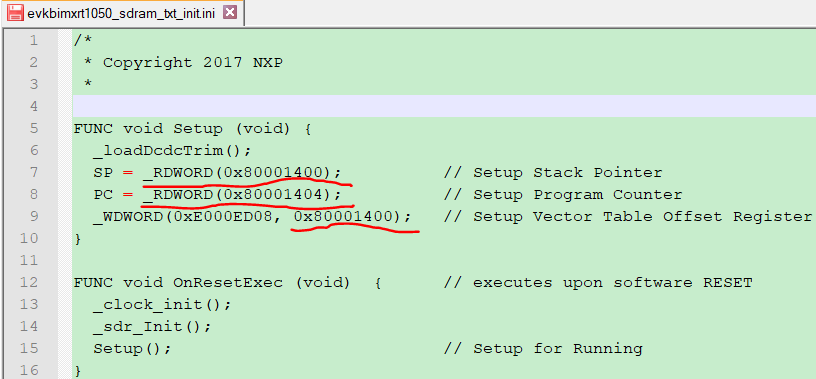 evkbimxrt1050_sdram_txt_init.ini
1 /*
2  * Copyright 2017 NXP
3  *
4
5 FUNC void Setup (void) {
6   _loadDcdcTrim();
7   SP = _RDWORD(0x80001400);          // Setup Stack Pointer
8   PC = _RDWORD(0x80001404);          // Setup Program Counter
9   _WDWORD(0xE000ED08, 0x80001400);   // Setup Vector Table Offset Register
10 }
11
12 FUNC void OnResetExec (void)  {      // executes upon software RESET
13   _clock_init();
14   _sdr_Init();
15   Setup();                           // Setup for Running
16 }